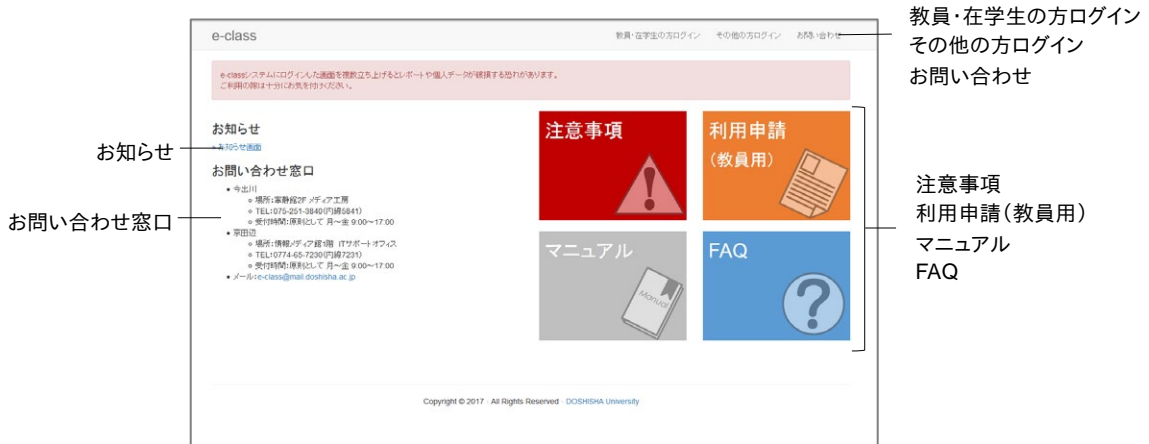 e-class
教員・在学生の方ログイン その他の方ログイン お問い合わせ
教員・在学生の方ログイン
その他の方ログイン
お問い合わせ
e-classシステムにログインした画面を複数立ち上げるとレポートや個人データが破損する恐れがあります。
ご利用の際は十分にお気を付けください。
お知らせ
お知らせ
お知らせ画面
お問い合わせ窓口
お問い合わせ窓口
今出川
場所:寧静館2F メディア工房
TEL:075-251-3840(内線5841)
受付時間:原則として 月～金 9:00～17:00
京田辺
場所:情報メディア館1階 ITサポートオフィス
TEL:0774-65-7230(内線7231)
受付時間:原則として 月～金 9:00～17:00
メール:e-class@mail.doshisha.ac.jp
注意事項
利用申請
(教員用)
マニュアル
Manual
FAQ
注意事項
利用申請(教員用)
マニュアル
FAQ
Copyright © 2017 · All Rights Reserved · DOSHISHA University